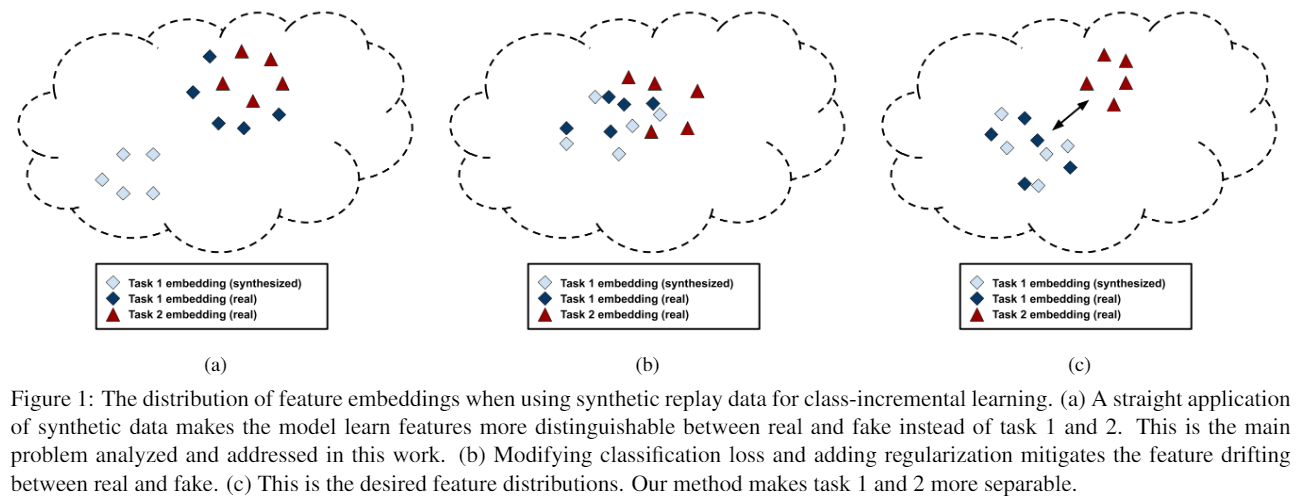 Task 1 embedding (synthesized)
Task 1 embedding (real)
Task 2 embedding (real)
(a)
Task 1 embedding (synthesized)
Task 1 embedding (real)
Task 2 embedding (real)
(b)
Task 1 embedding (synthesized)
Task 1 embedding (real)
Task 2 embedding (real)
(c)
Figure 1: The distribution of feature embeddings when using synthetic replay data for class-incremental learning. (a) A straight application
of synthetic data makes the model learn features more distinguishable between real and fake instead of task 1 and 2. This is the main
problem analyzed and addressed in this work. (b) Modifying classification loss and adding regularization mitigates the feature drifting
between real and fake. (c) This is the desired feature distributions. Our method makes task 1 and 2 more separable.